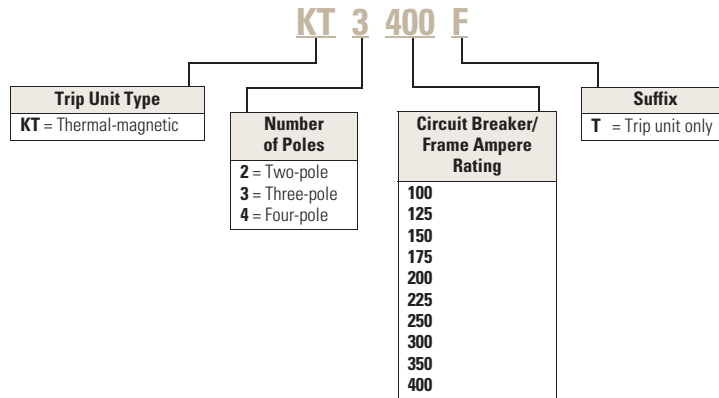 KT 3 400 F
Trip Unit Type
KT = Thermal-magnetic
Number
of Poles
2 = Two-pole
3 = Three-pole
4 = Four-pole
Circuit Breaker/
Frame Ampere
Rating
100
125
150
175
200
225
250
300
350
400
Suffix
T = Trip unit only